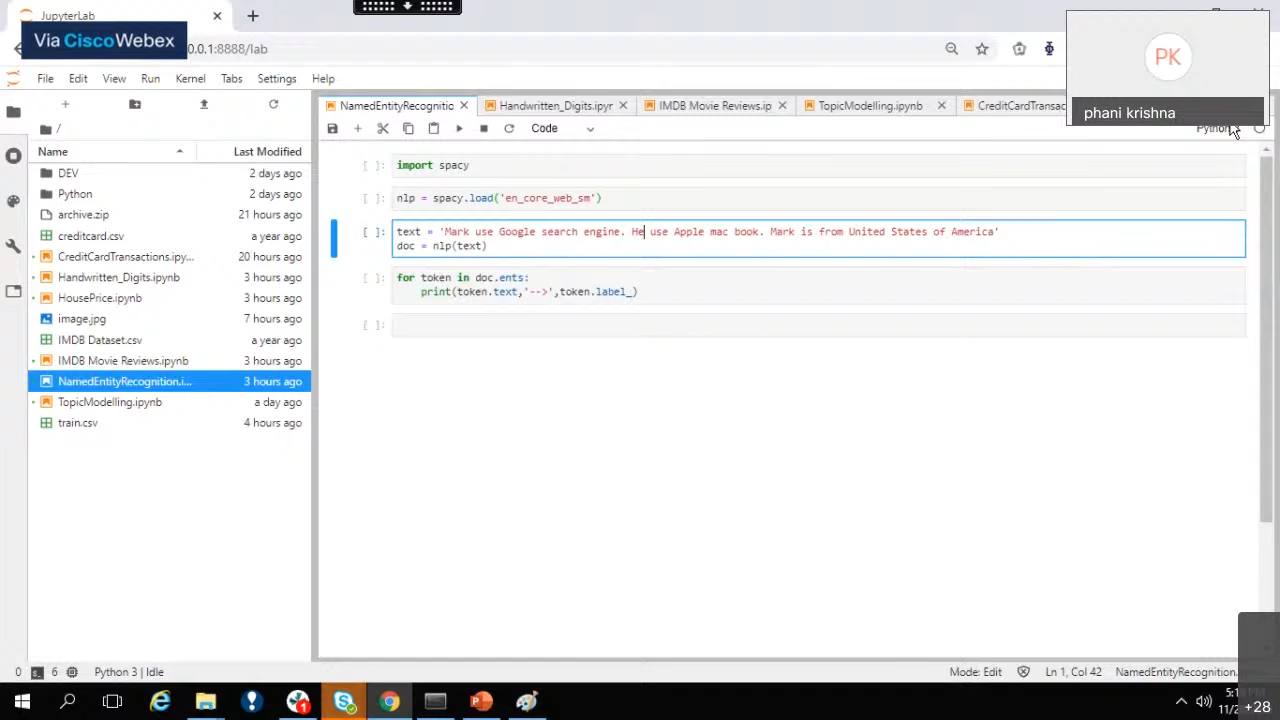 JupyterLab
Via CiscoWebex
0.0.1:8888/lab
PK
phani krishna
File Edit View Run Kernel Tabs Settings Help
NamedEntityRecognitio
Handwritten_Digits.ipyr
IMDB Movie Reviews.ip
TopicModelling.ipynb
CreditCardTransac
Code
/
Name Last Modified
DEV 2 days ago
Python 2 days ago
archive.zip 21 hours ago
creditcard.csv a year ago
CreditCardTransactions.ipy... 20 hours ago
Handwritten_Digits.ipynb 3 hours ago
HousePrice.ipynb 3 hours ago
image.jpg 7 hours ago
IMDB Dataset.csv a year ago
IMDB Movie Reviews.ipynb 3 hours ago
NamedEntityRecognition.i... 3 hours ago
TopicModelling.ipynb a day ago
train.csv 4 hours ago
[ ]: import spacy
[ ]: nlp = spacy.load('en_core_web_sm')
[ ]: text = 'Mark use Google search engine. He use Apple mac book. Mark is from United States of America'
doc = nlp(text)
[ ]: for token in doc.ents:
print(token.text,'-->',token.label_)
[ ]:
0 6 Python 3 | Idle
Mode: Edit Ln 1, Col 42 NamedEntityRecognition.
+28